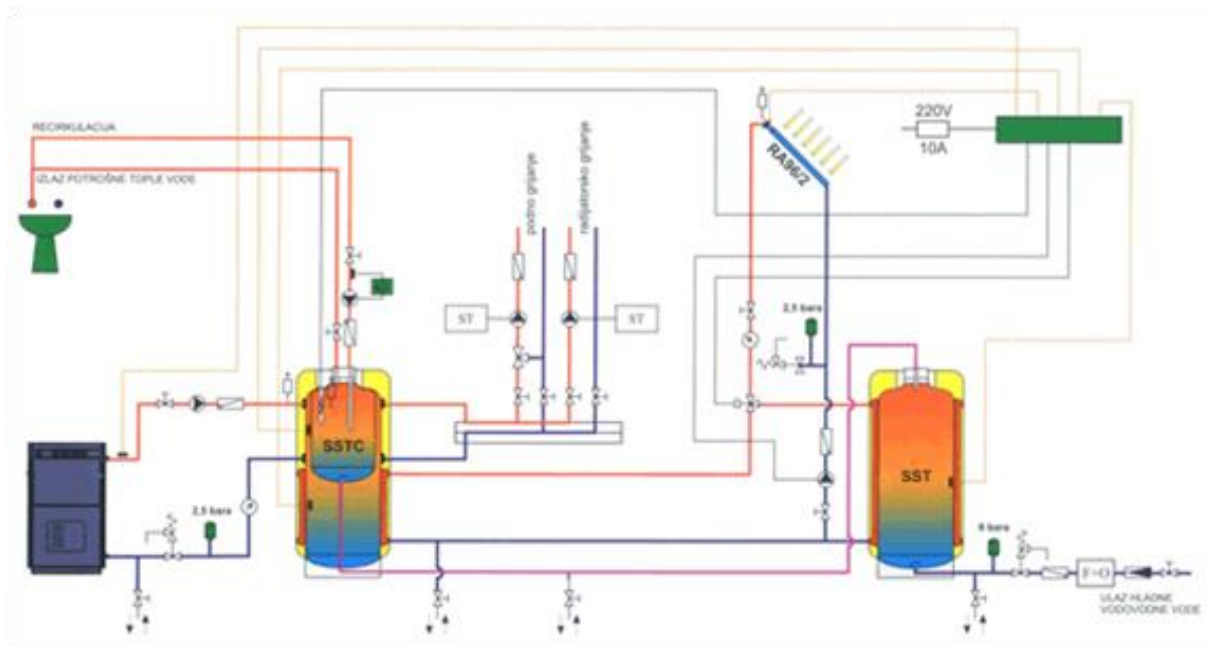 RECIRKULACIJA
IZLAZ POTROŠNE TOPLE VODE
podno grijanje
radijatorsko grijanje
220V
10A
RA96/2
ST
ST
2,5 bara
SSTC
SST
2,5 bara
6 bara
F+O
ULAZ HLADNE
VODOVODNE VODE